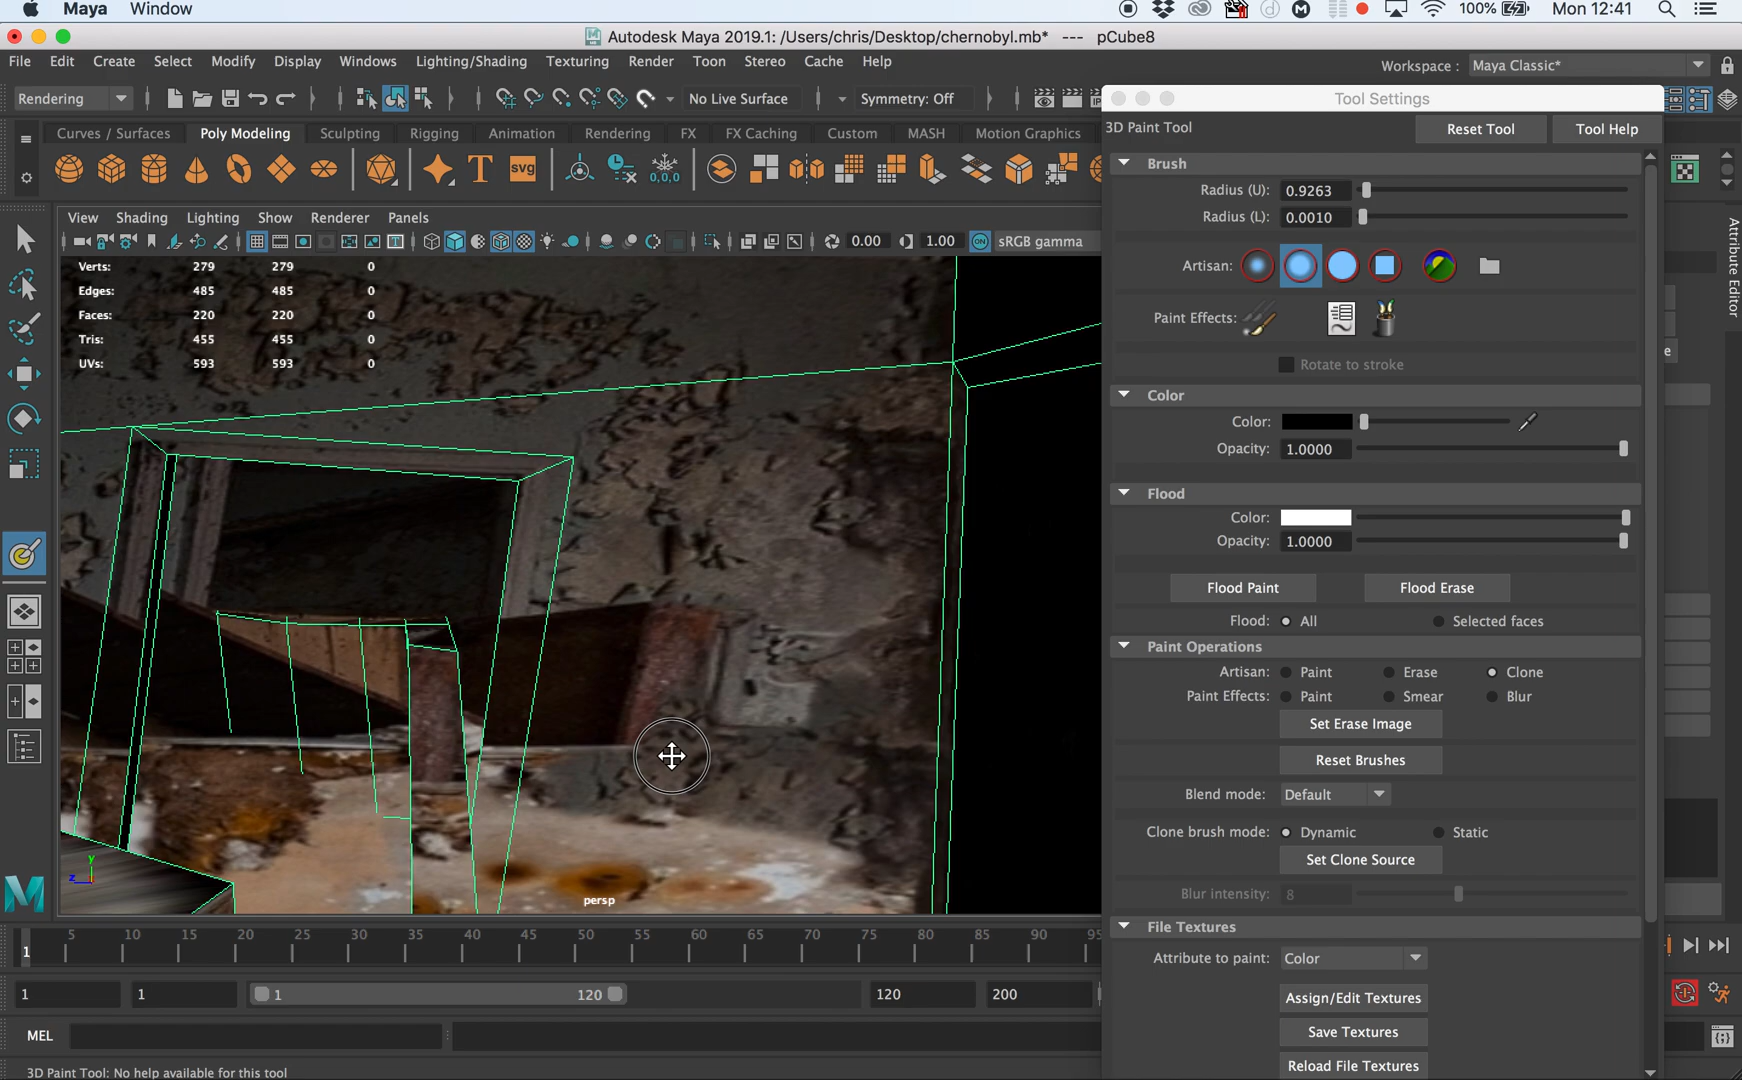 Maya Window
100% Mon 12:41
Autodesk Maya 2019.1: /Users/chris/Desktop/chernobyl.mb* --- pCube8
File Edit Create Select Modify Display Windows Lighting/Shading Texturing Render Toon Stereo Cache Help
Workspace : Maya Classic*
Rendering No Live Surface Symmetry: Off
Tool Settings
3D Paint Tool Reset Tool Tool Help
Curves / Surfaces Poly Modeling Sculpting Rigging Animation Rendering FX FX Caching Custom MASH Motion Graphics
svg
0,0,0
View Shading Lighting Show Renderer Panels
0.00 1.00 ON sRGB gamma
Verts: 279 279 0
Edges: 485 485 0
Faces: 220 220 0
Tris: 455 455 0
UVs: 593 593 0
y
z
persp
Brush
Radius (U): 0.9263
Radius (L): 0.0010
Artisan:
Paint Effects:
Rotate to stroke
Color
Color:
Opacity: 1.0000
Flood
Color:
Opacity: 1.0000
Flood Paint Flood Erase
Flood: All Selected faces
Paint Operations
Artisan: Paint Erase Clone
Paint Effects: Paint Smear Blur
Set Erase Image
Reset Brushes
Blend mode: Default
Clone brush mode: Dynamic Static
Set Clone Source
Blur intensity: 8
File Textures
Attribute to paint: Color
Assign/Edit Textures
Save Textures
Reload File Textures
Attribute Editor
1 5 10 15 20 25 30 35 40 45 50 55 60 65 70 75 80 85 90 95
1 1 1 120 120 200
MEL
3D Paint Tool: No help available for this tool